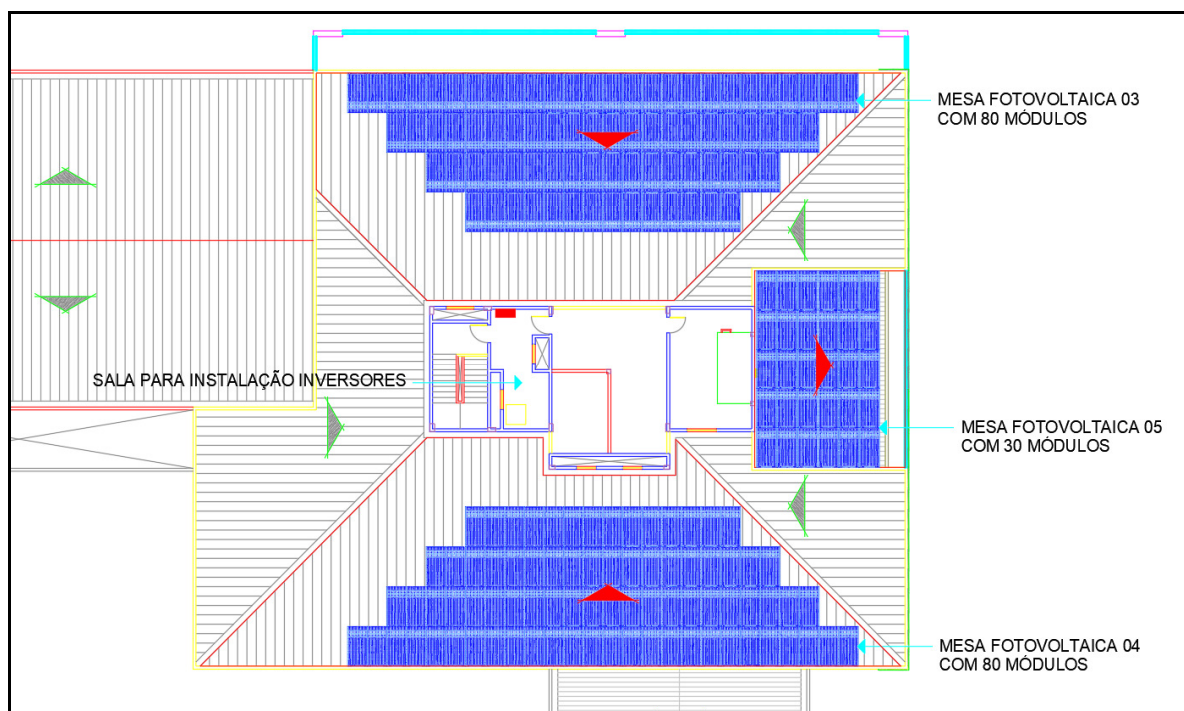 MESA FOTOVOLTAICA 03
COM 80 MÓDULOS
SALA PARA INSTALAÇÃO INVERSORES
MESA FOTOVOLTAICA 05
COM 30 MÓDULOS
MESA FOTOVOLTAICA 04
COM 80 MÓDULOS